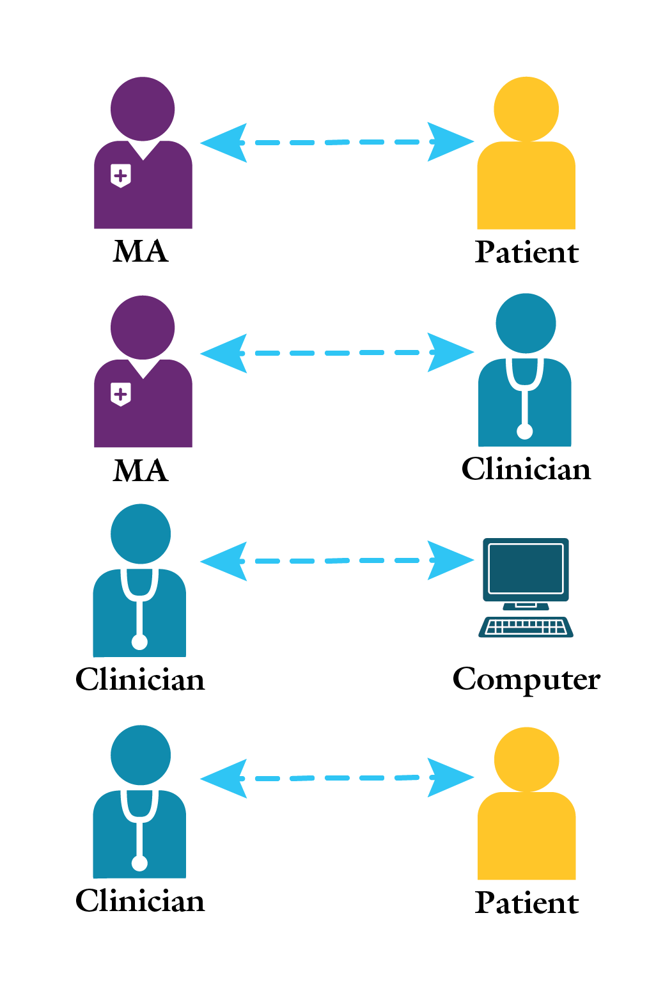 MA Patient
MA Clinician
Clinician Computer
Clinician Patient